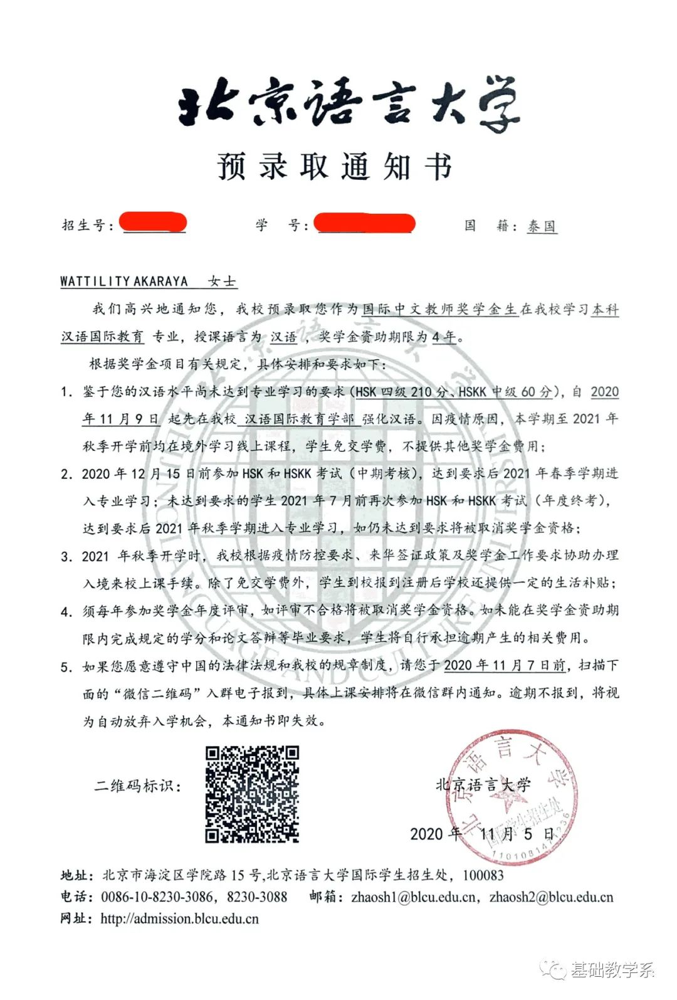 北京语言大学
预录取通知书
招生号: 学 号: 国 籍: 泰国
WATTILITY AKARAYA 女士
我们高兴地通知您，我校预录取您作为国际中文教师奖学金生在我校学习本科
汉语国际教育 专业，授课语言为 汉语 ，奖学金资助期限为 4 年。
根据奖学金项目有关规定，具体安排和要求如下：
1. 鉴于您的汉语水平尚未达到专业学习的要求（HSK 四级 210 分、HSKK 中级 60 分），自 2020
年 11 月 9 日 起先在我校 汉语国际教育学部 强化汉语。因疫情原因，本学期至 2021 年
秋季开学前均在境外学习线上课程，学生免交学费，不提供其他奖学金费用；
2. 2020 年 12 月 15 日前参加 HSK 和 HSKK 考试（中期考核），达到要求后 2021 年春季学期进
入专业学习；未达到要求的学生 2021 年 7 月前再次参加 HSK 和 HSKK 考试（年度终考），
达到要求后 2021 年秋季学期进入专业学习，如仍未达到要求将被取消奖学金资格；
3. 2021 年秋季开学时，我校根据疫情防控要求、来华签证政策及奖学金工作要求协助办理
入境来校上课手续。除了免交学费外，学生到校报到注册后学校还提供一定的生活补贴；
4. 须每年参加奖学金年度评审，如评审不合格将被取消奖学金资格。如未能在奖学金资助期
限内完成规定的学分和论文答辩等毕业要求，学生将自行承担逾期产生的相关费用。
5. 如果您愿意遵守中国的法律法规和我校的规章制度，请您于 2020 年 11 月 7 日前，扫描下
面的“微信二维码”入群电子报到，具体上课安排将在微信群内通知。逾期不报到，将视
为自动放弃入学机会，本通知书即失效。
二维码标识：
北京语言大学
2020 年 11 月 5 日
北京语言大学
国际学生招生处
地址：北京市海淀区学院路 15 号,北京语言大学国际学生招生处，100083
电话：0086-10-8230-3086，8230-3088 邮箱：zhaosh1@blcu.edu.cn，zhaosh2@blcu.edu.cn
网址：http://admission.blcu.edu.cn
基础教学系